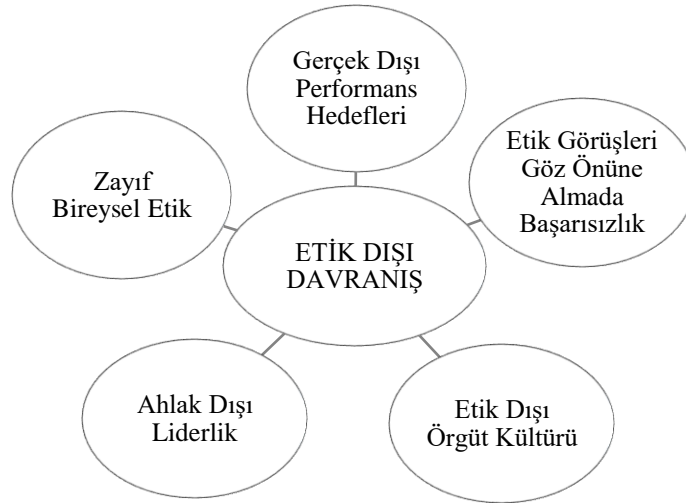 Gerçek Dışı
Performans
Hedefleri
Etik Görüşleri
Göz Önüne
Almada
Başarısızlık
Zayıf
Bireysel Etik
ETİK DIŞI
DAVRANIŞ
Ahlak Dışı
Liderlik
Etik Dışı
Örgüt Kültürü